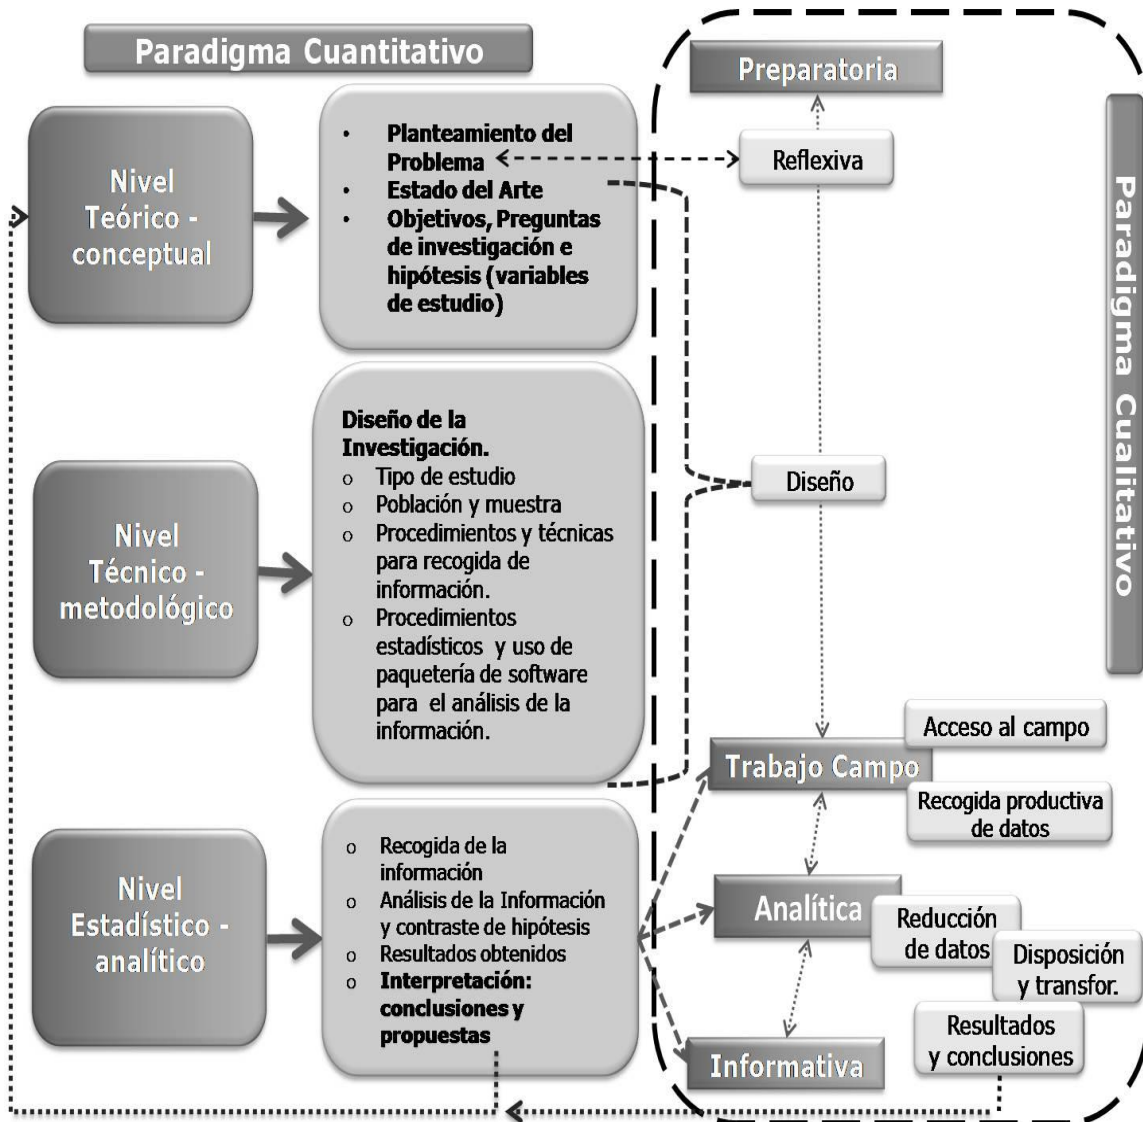 Paradigma Cuantitativo
Nivel
Teórico -
conceptual
• Planteamiento del
Problema
• Estado del Arte
• Objetivos, Preguntas
de investigación e
hipótesis (variables
de estudio)
Nivel
Técnico -
metodológico
Diseño de la
Investigación.
o Tipo de estudio
o Población y muestra
o Procedimientos y técnicas
para recogida de
información.
o Procedimientos
estadísticos y uso de
paquetería de software
para el análisis de la
información.
Nivel
Estadístico -
analítico
o Recogida de la
información
o Análisis de la Información
y contraste de hipótesis
o Resultados obtenidos
o Interpretación:
conclusiones y
propuestas
Preparatoria
Reflexiva
Diseño
Trabajo Campo
Acceso al campo
Recogida productiva
de datos
Analítica
Reducción
de datos
Disposición
y transfor.
Resultados
y conclusiones
Informativa
Paradigma Cualitativo